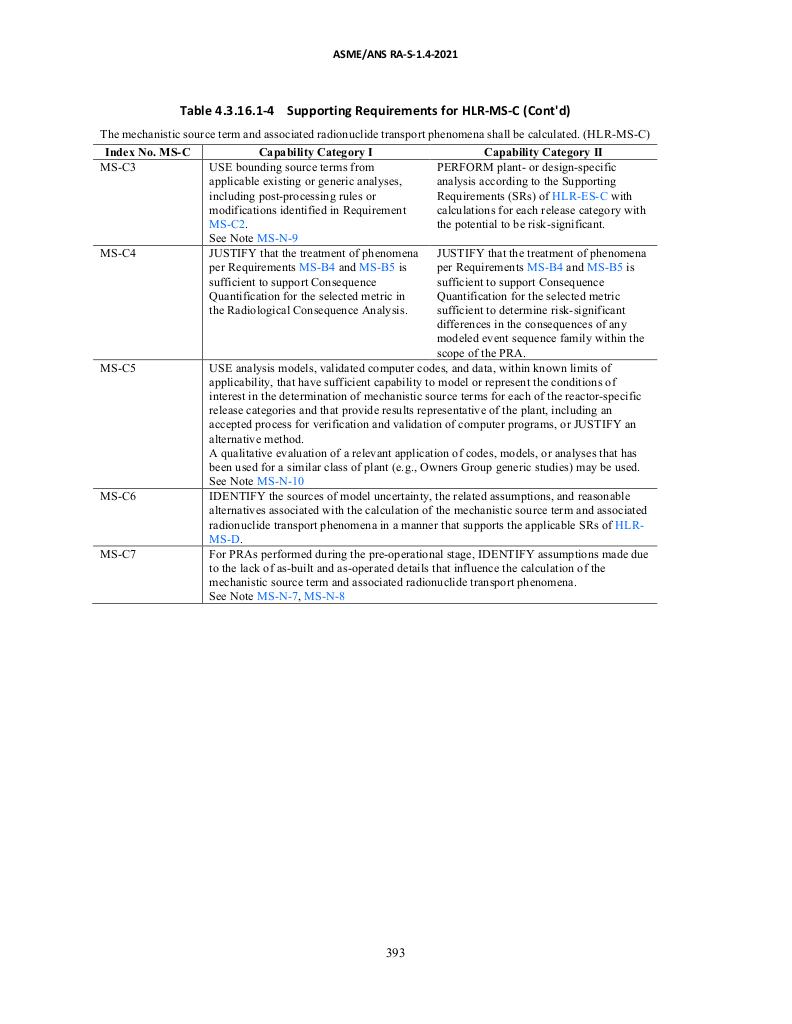 ASME/ANS RA-S-1.4-2021
Table 4.3.16.1-4 Supporting Requirements for HLR-MS-C (Cont'd)
The mechanistic source term and associated radionuclide transport phenomena shall be calculated. (HLR-MS-C)
Index No. MS-C Capability Category I Capability Category II
MS-C3
USE bounding source terms from
applicable existing or generic analyses,
including post-processing rules or
modifications identified in Requirement
MS-C2.
See Note MS-N-9
PERFORM plant- or design-specific
analysis according to the Supporting
Requirements (SRs) of HLR-ES-C with
calculations for each release category with
the potential to be risk-significant.
MS-C4
JUSTIFY that the treatment of phenomena
per Requirements MS-B4 and MS-B5 is
sufficient to support Consequence
Quantification for the selected metric in
the Radiological Consequence Analysis.
JUSTIFY that the treatment of phenomena
per Requirements MS-B4 and MS-B5 is
sufficient to support Consequence
Quantification for the selected metric
sufficient to determine risk-significant
differences in the consequences of any
modeled event sequence family within the
scope of the PRA.
MS-C5
USE analysis models, validated computer codes, and data, within known limits of
applicability, that have sufficient capability to model or represent the conditions of
interest in the determination of mechanistic source terms for each of the reactor-specific
release categories and that provide results representative of the plant, including an
accepted process for verification and validation of computer programs, or JUSTIFY an
alternative method.
A qualitative evaluation of a relevant application of codes, models, or analyses that has
been used for a similar class of plant (e.g., Owners Group generic studies) may be used.
See Note MS-N-10
MS-C6
IDENTIFY the sources of model uncertainty, the related assumptions, and reasonable
alternatives associated with the calculation of the mechanistic source term and associated
radionuclide transport phenomena in a manner that supports the applicable SRs of HLR-
MS-D.
MS-C7
For PRAs performed during the pre-operational stage, IDENTIFY assumptions made due
to the lack of as-built and as-operated details that influence the calculation of the
mechanistic source term and associated radionuclide transport phenomena.
See Note MS-N-7, MS-N-8
393